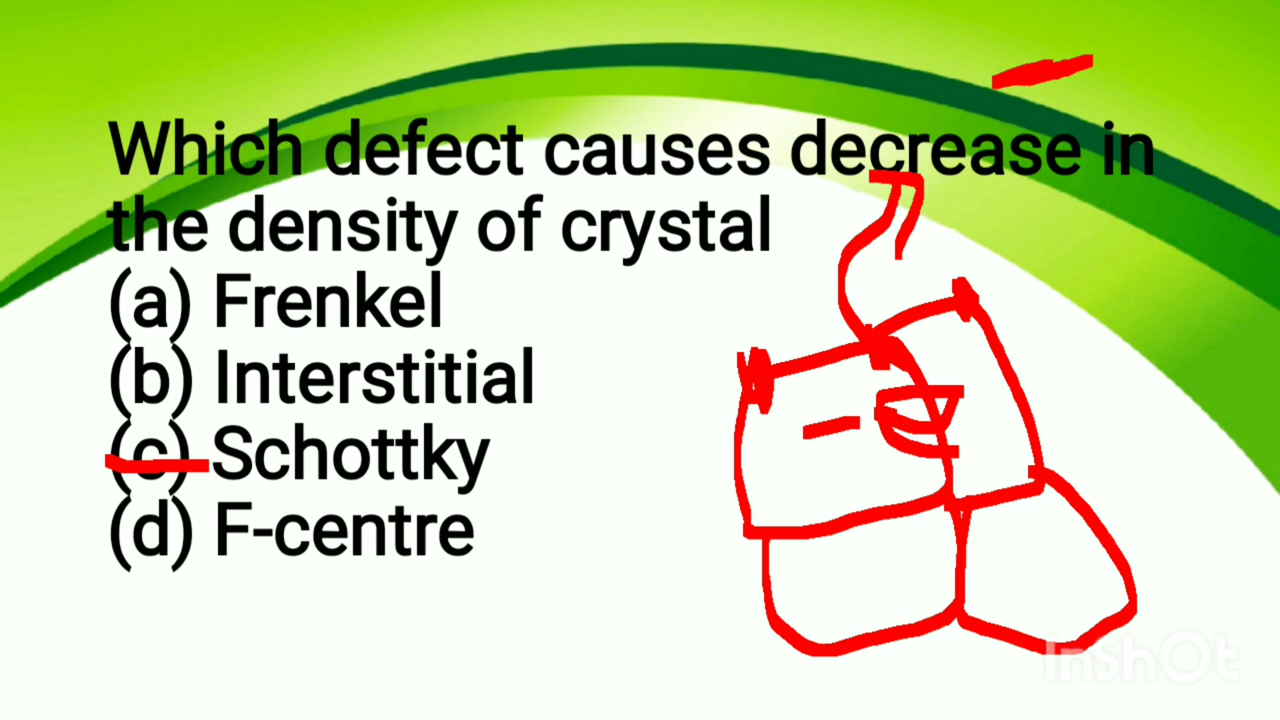 Which defect causes decrease in
the density of crystal
(a) Frenkel
(b) Interstitial
(c) Schottky
(d) F-centre
InShOt